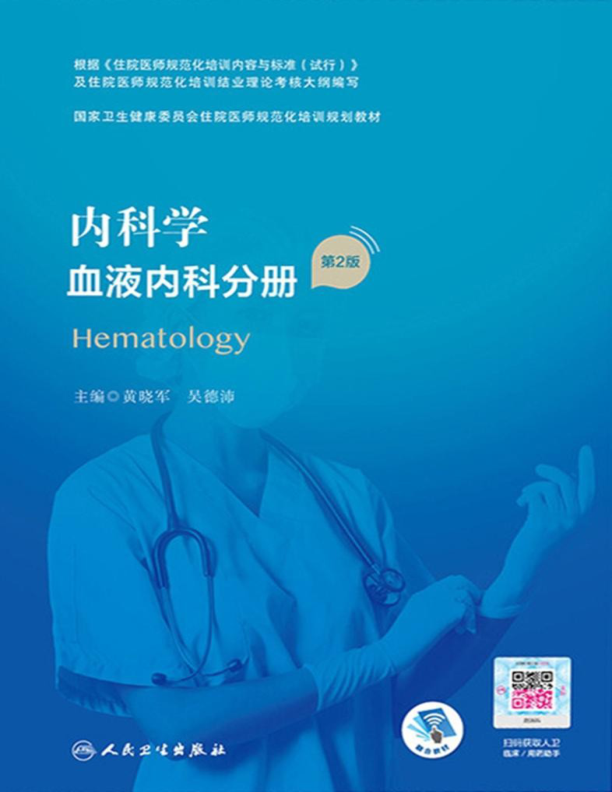 根据《住院医师规范化培训内容与标准（试行）》
及住院医师规范化培训结业理论考核大纲编写
国家卫生健康委员会住院医师规范化培训规划教材
内科学
血液内科分册
第2版
Hematology
主编◎黄晓军 吴德沛
人民卫生出版社
融合教材
扫码获取人卫
临床／用药助手